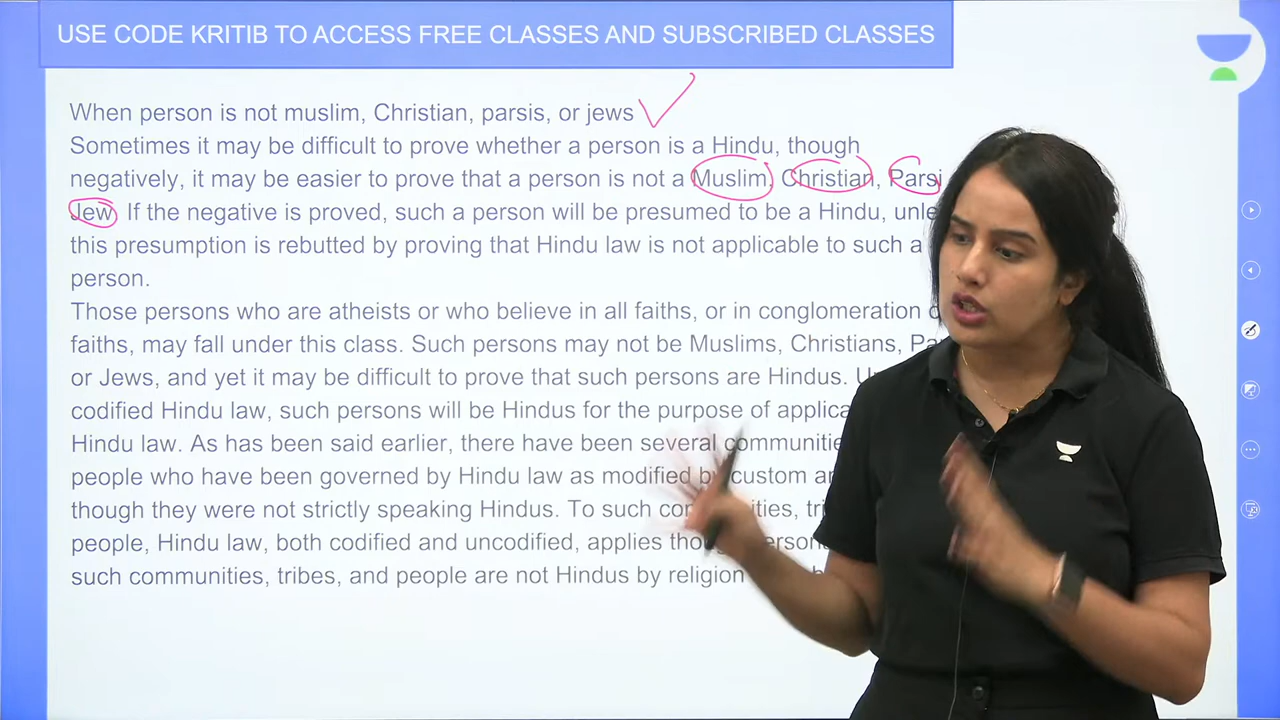 USE CODE KRITIB TO ACCESS FREE CLASSES AND SUBSCRIBED CLASSES
When person is not muslim, Christian, parsis, or jews
Sometimes it may be difficult to prove whether a person is a Hindu, though
negatively, it may be easier to prove that a person is not a Muslim, Christian, Parsi
Jew. If the negative is proved, such a person will be presumed to be a Hindu,
this presumption is rebutted by proving that Hindu law is not applicable to such a
person.
Those persons who are atheists or who believe in all faiths, or in conglomeration
faiths, may fall under this class. Such persons may not be Muslims, Christians,
or Jews, and yet it may be difficult to prove that such persons are Hindus.
codified Hindu law, such persons will be Hindus for the purpose of
Hindu law. As has been said earlier, there have been several
people who have been governed by Hindu law as modified by custom
though they were not strictly speaking Hindus. To such
people, Hindu law, both codified and uncodified, applies
such communities, tribes, and people are not Hindus by religion